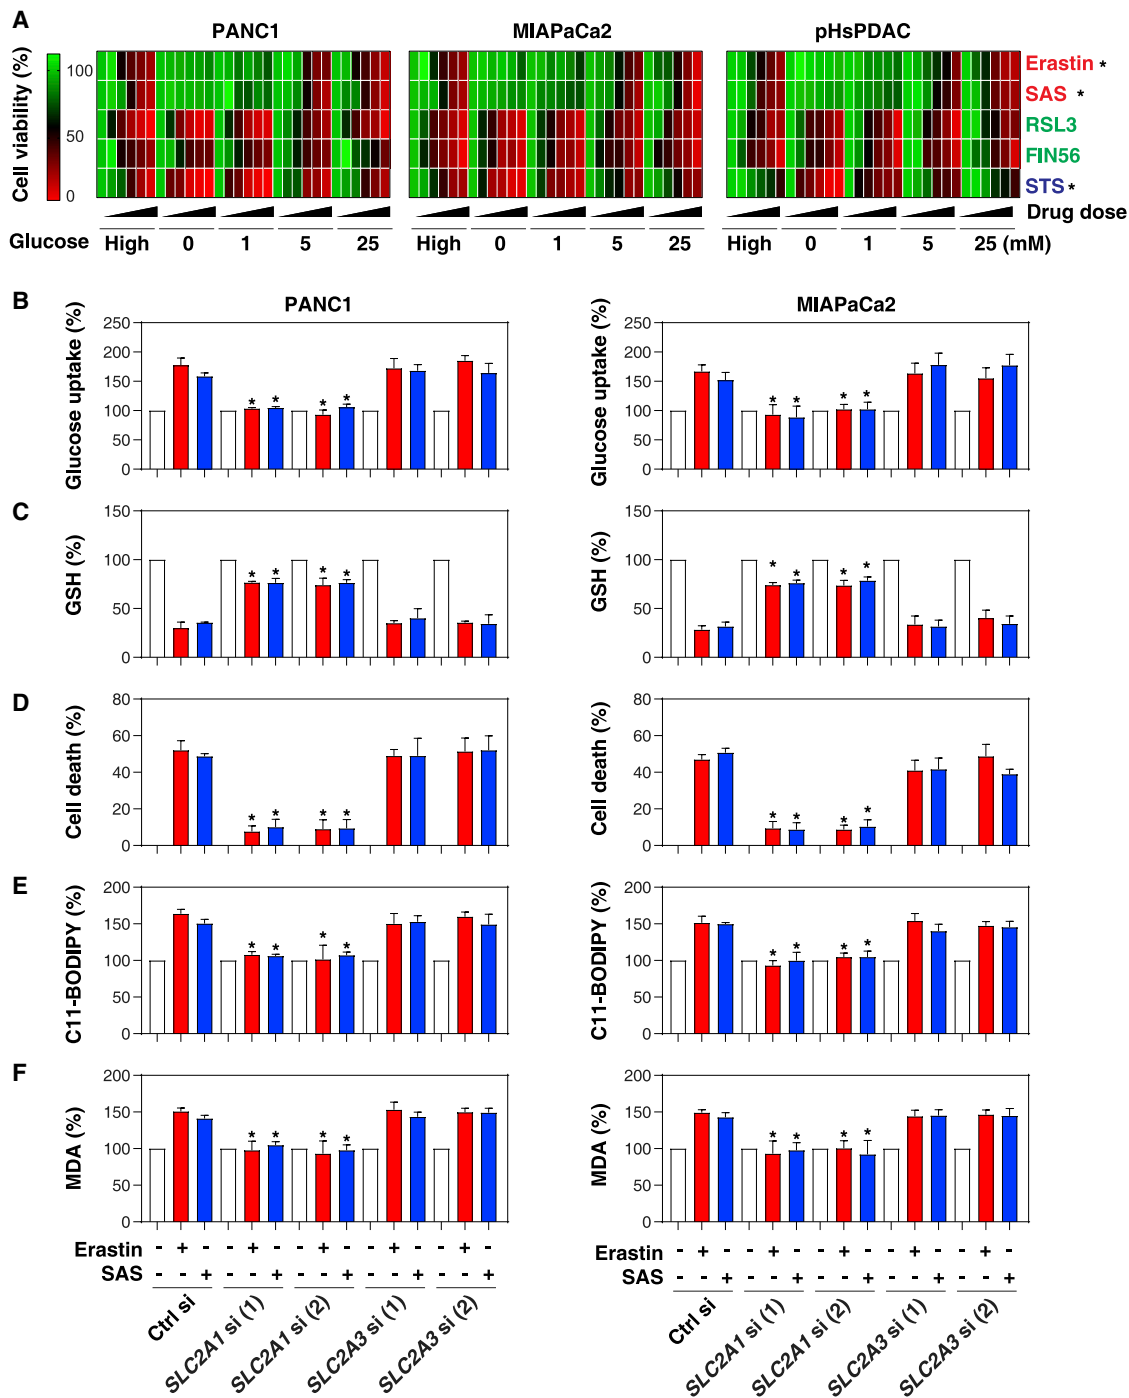 A
PANC1 MIAPaCa2 pHsPDAC
Cell viability (%)
100
50
0
Erastin *
SAS *
RSL3
FIN56
STS *
Drug dose
Glucose High 0 1 5 25 High 0 1 5 25 High 0 1 5 25 (mM)
B
PANC1
Glucose uptake (%)
250
200
150
100
50
0
* * * *
MIAPaCa2
Glucose uptake (%)
250
200
150
100
50
0
* * * *
C
GSH (%)
150
100
50
0
* * * *
GSH (%)
150
100
50
0
* * * *
D
Cell death (%)
80
60
40
20
0
* * * *
Cell death (%)
80
60
40
20
0
* * * *
E
C11-BODIPY (%)
200
150
100
50
0
* * * *
C11-BODIPY (%)
200
150
100
50
0
* * * *
F
MDA (%)
200
150
100
50
0
* * * *
MDA (%)
200
150
100
50
0
* * * *
Erastin - + - - + - - + - - + - - + -
SAS - - + - - + - - + - - + - - +
Ctrl si SLC2A1 si (1) SLC2A1 si (2) SLC2A3 si (1) SLC2A3 si (2)
Erastin - + - - + - - + - - + - - + -
SAS - - + - - + - - + - - + - - +
Ctrl si SLC2A1 si (1) SLC2A1 si (2) SLC2A3 si (1) SLC2A3 si (2)